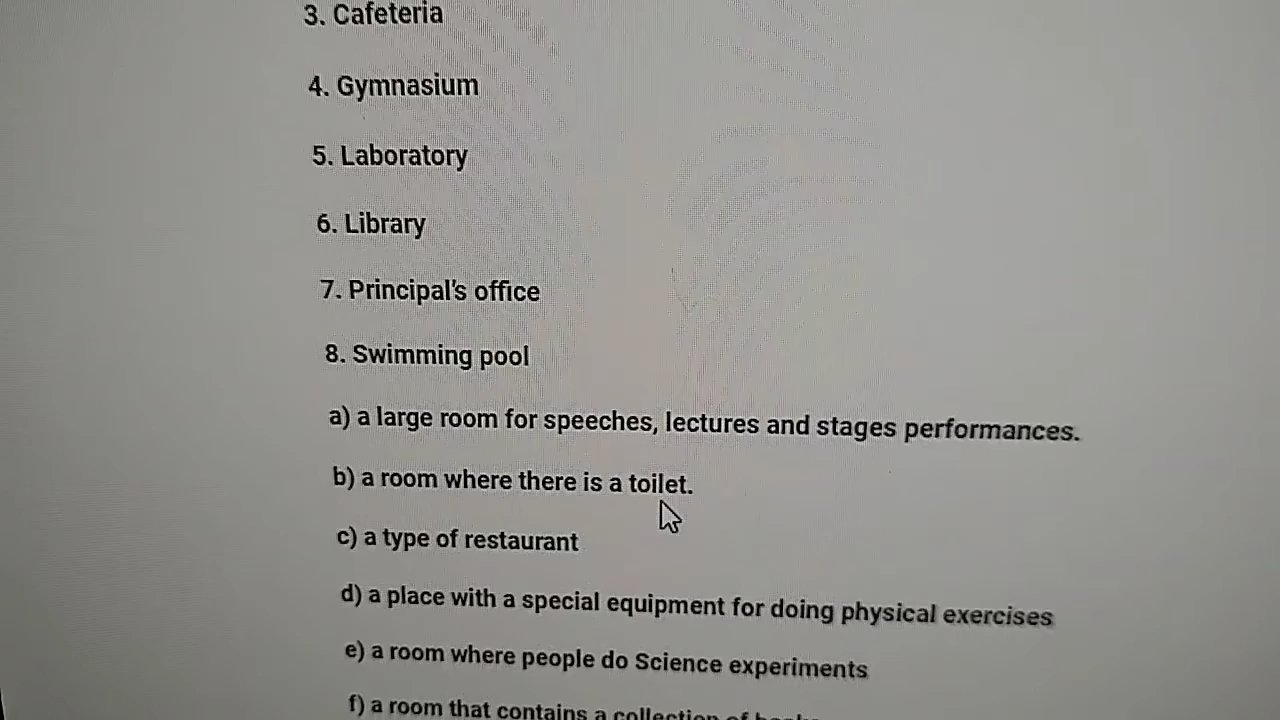 3. Cafeteria
4. Gymnasium
5. Laboratory
6. Library
7. Principal's office
8. Swimming pool
a) a large room for speeches, lectures and stages performances.
b) a room where there is a toilet.
c) a type of restaurant
d) a place with a special equipment for doing physical exercises
e) a room where people do Science experiments
f) a room that contains a collection of